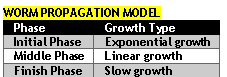 WORM PROPAGATION MODEL
Phase Growth Type
Initial Phase Exponential growth
Middle Phase Linear growth
Finish Phase Slow growth